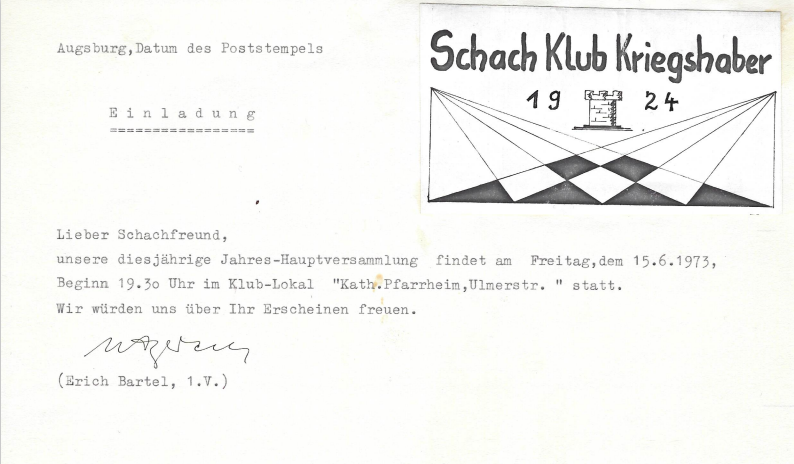 Augsburg,Datum des Poststempels
Schach Klub Kriegshaber
19 24
Einladung
Lieber Schachfreund,
unsere diesjährige Jahres-Hauptversammlung findet am Freitag,dem 15.6.1973,
Beginn 19.3o Uhr im Klub-Lokal "Kath.Pfarrheim,Ulmerstr. " statt.
Wir würden uns über Ihr Erscheinen freuen.
(Erich Bartel, 1.V.)